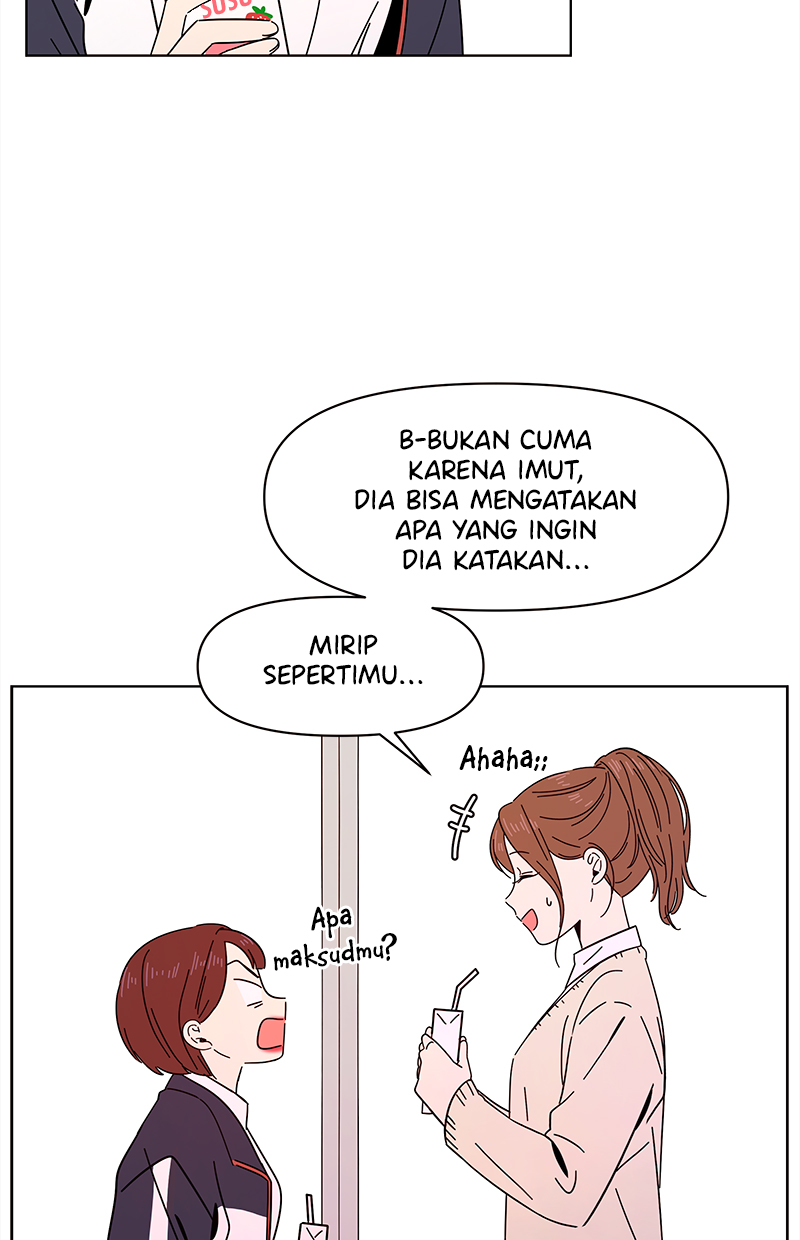 SUSU
B-BUKAN CUMA
KARENA IMUT,
DIA BISA MENGATAKAN
APA YANG INGIN
DIA KATAKAN...
MIRIP
SEPERTIMU...
Ahaha;;
Apa
maksudmu?